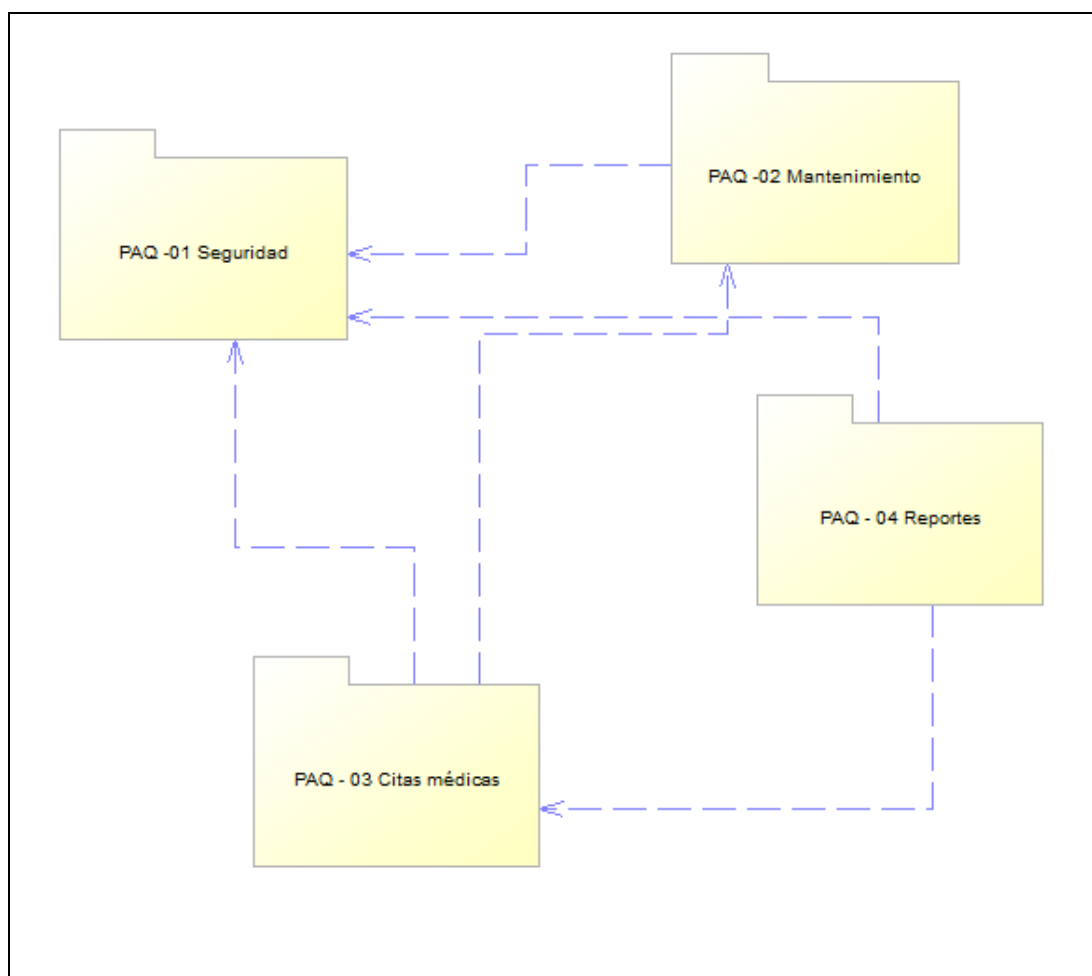 PAQ -02 Mantenimiento
PAQ -01 Seguridad
PAQ - 04 Reportes
PAQ - 03 Citas médicas